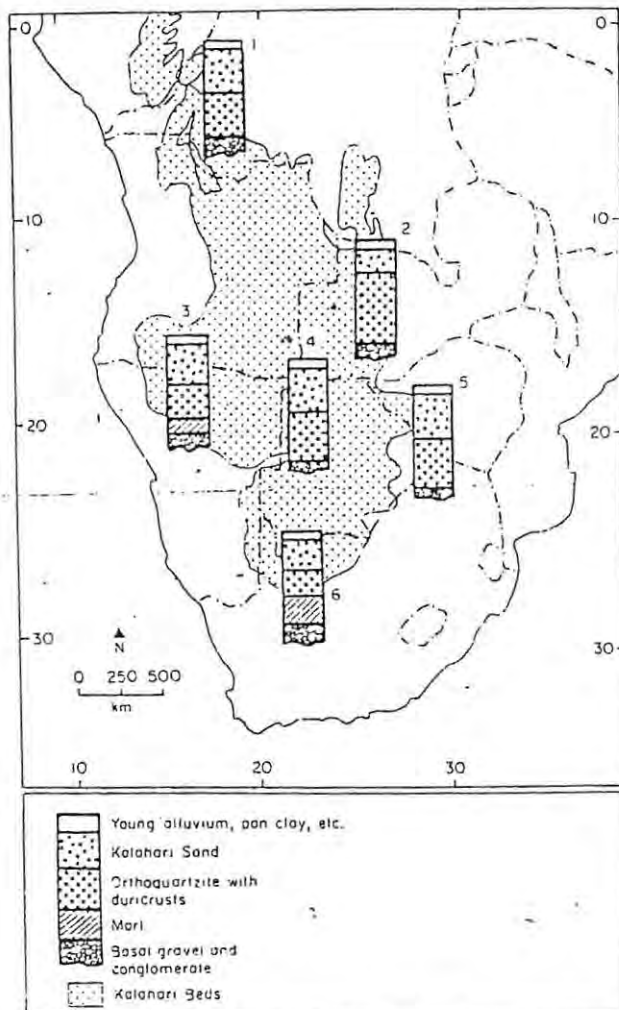 0
1
0
10
2
10
3
4
5
20
20
6
30
30
N
0 250 500
km
10 20 30
Young alluvium, pan clay, etc.
Kalahari Sand
Orthoquartzite with
duricrusts
Marl
Basal gravel and
conglomerate
Kalahari Beds